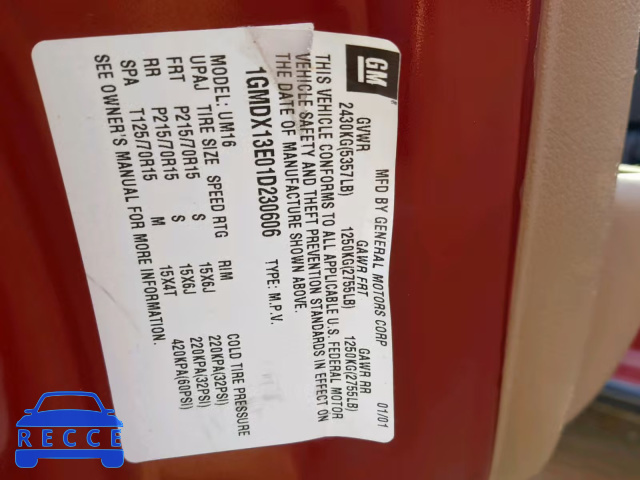 GM
MFD BY GENERAL MOTORS CORP 01/01
GVWR GAWR FRT GAWR RR
2430KG(5357LB) 1250KG(2755LB) 1250KG(2755LB)
THIS VEHICLE CONFORMS TO ALL APPLICABLE U.S. FEDERAL MOTOR
VEHICLE SAFETY AND THEFT PREVENTION STANDARDS IN EFFECT ON
THE DATE OF MANUFACTURE SHOWN ABOVE.
1GMDX13E01D230606 TYPE: M.P.V.
MODEL: UM16
UPAJ TIRE SIZE SPEED RTG RIM COLD TIRE PRESSURE
FRT P215/70R15 S 15X6J 220KPA(32PSI)
RR P215/70R15 S 15X6J 220KPA(32PSI)
SPA T125/70R15 M 15X4T 420KPA(60PSI)
SEE OWNER'S MANUAL FOR MORE INFORMATION.
RECCE